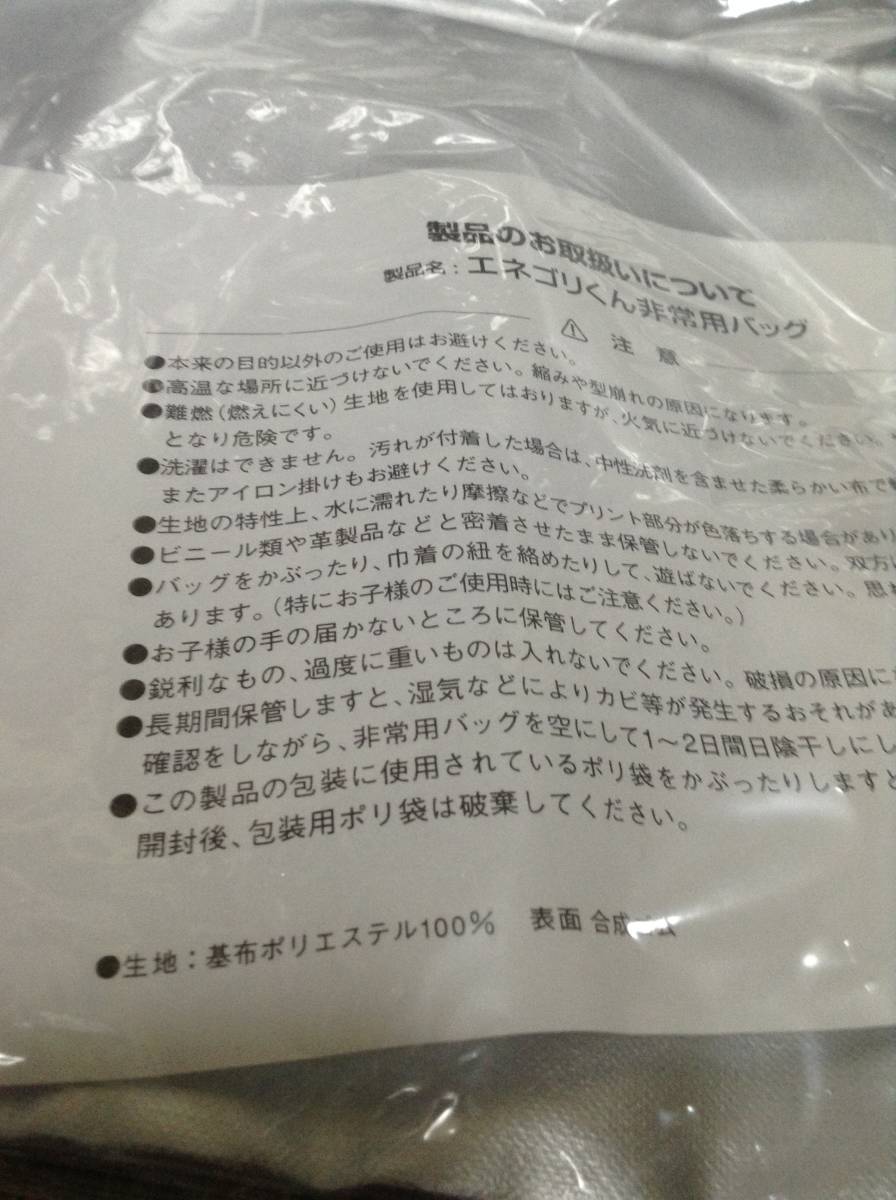 製品のお取扱いについて
製品名：エネゴリくん非常用バッグ
注意
●本来の目的以外のご使用はお避けください。
●高温な場所に近づけないでください。縮みや型崩れの原因になります。
●難燃（燃えにくい）生地を使用してはおりますが、火気に近づけないでください。
となり危険です。
●洗濯はできません。汚れが付着した場合は、中性洗剤を含ませた柔らかい布で
またアイロン掛けもお避けください。
●生地の特性上、水に濡れたり摩擦などでプリント部分が色落ちする場合があり
●ビニール類や革製品などと密着させたまま保管しないでください。双方に
●バッグをかぶったり、巾着の紐を絡めたりして、遊ばないでください。思わ
あります。（特にお子様のご使用時にはご注意ください。）
●お子様の手の届かないところに保管してください。
●鋭利なもの、過度に重いものは入れないでください。破損の原因に
●長期間保管しますと、湿気などによりカビ等が発生するおそれがあ
確認をしながら、非常用バッグを空にして1〜2日間日陰干しにし
●この製品の包装に使用されているポリ袋をかぶったりしますと
開封後、包装用ポリ袋は破棄してください。
●生地：基布ポリエステル100%　表面 合成ゴム